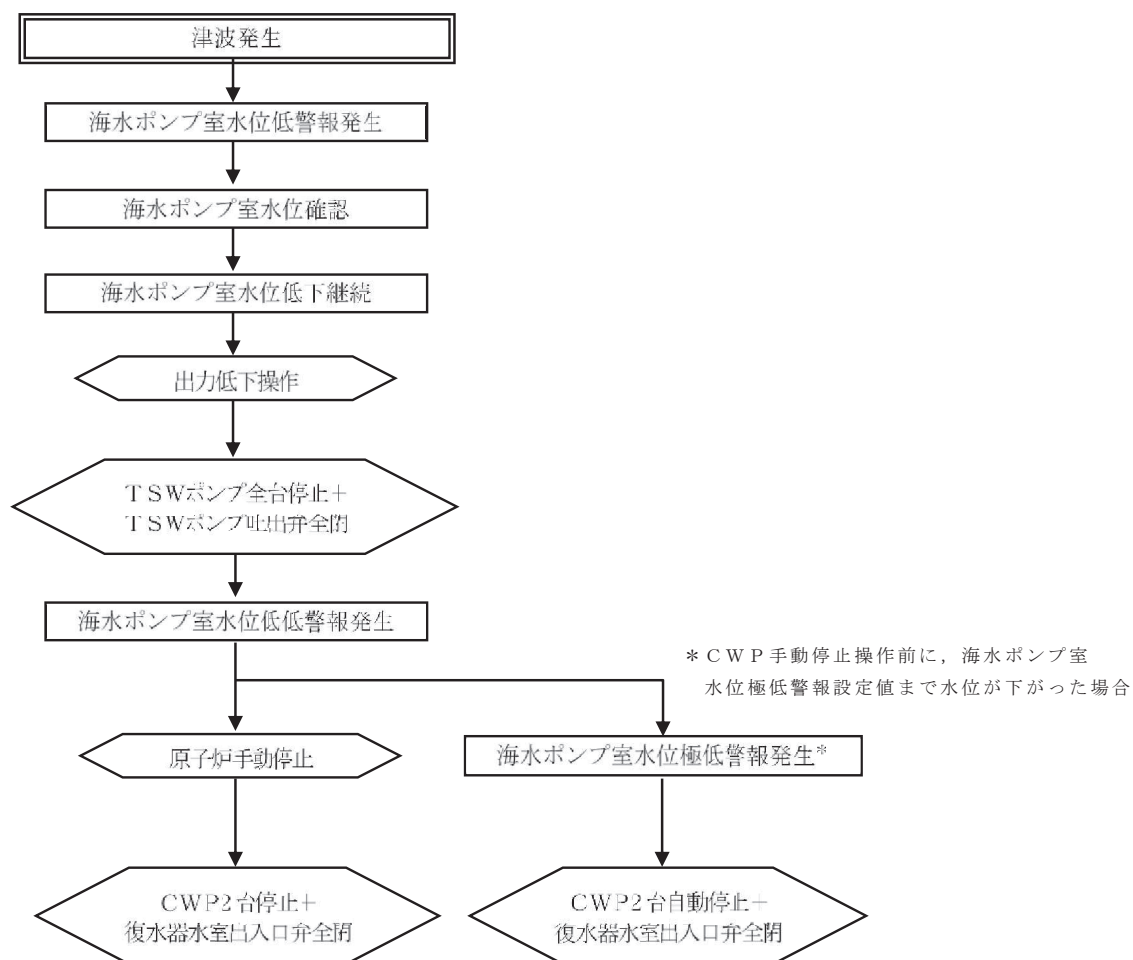 津波発生
海水ポンプ室水位低警報発生
海水ポンプ室水位確認
海水ポンプ室水位低下継続
出力低下操作
TSWポンプ全台停止+
TSWポンプ吐出弁全閉
海水ポンプ室水位低低警報発生
*CWP手動停止操作前に,海水ポンプ室
水位極低警報設定値まで水位が下がった場合
原子炉手動停止
海水ポンプ室水位極低警報発生*
CWP2台停止+
復水器水室出入口弁全閉
CWP2台自動停止+
復水器水室出入口弁全閉